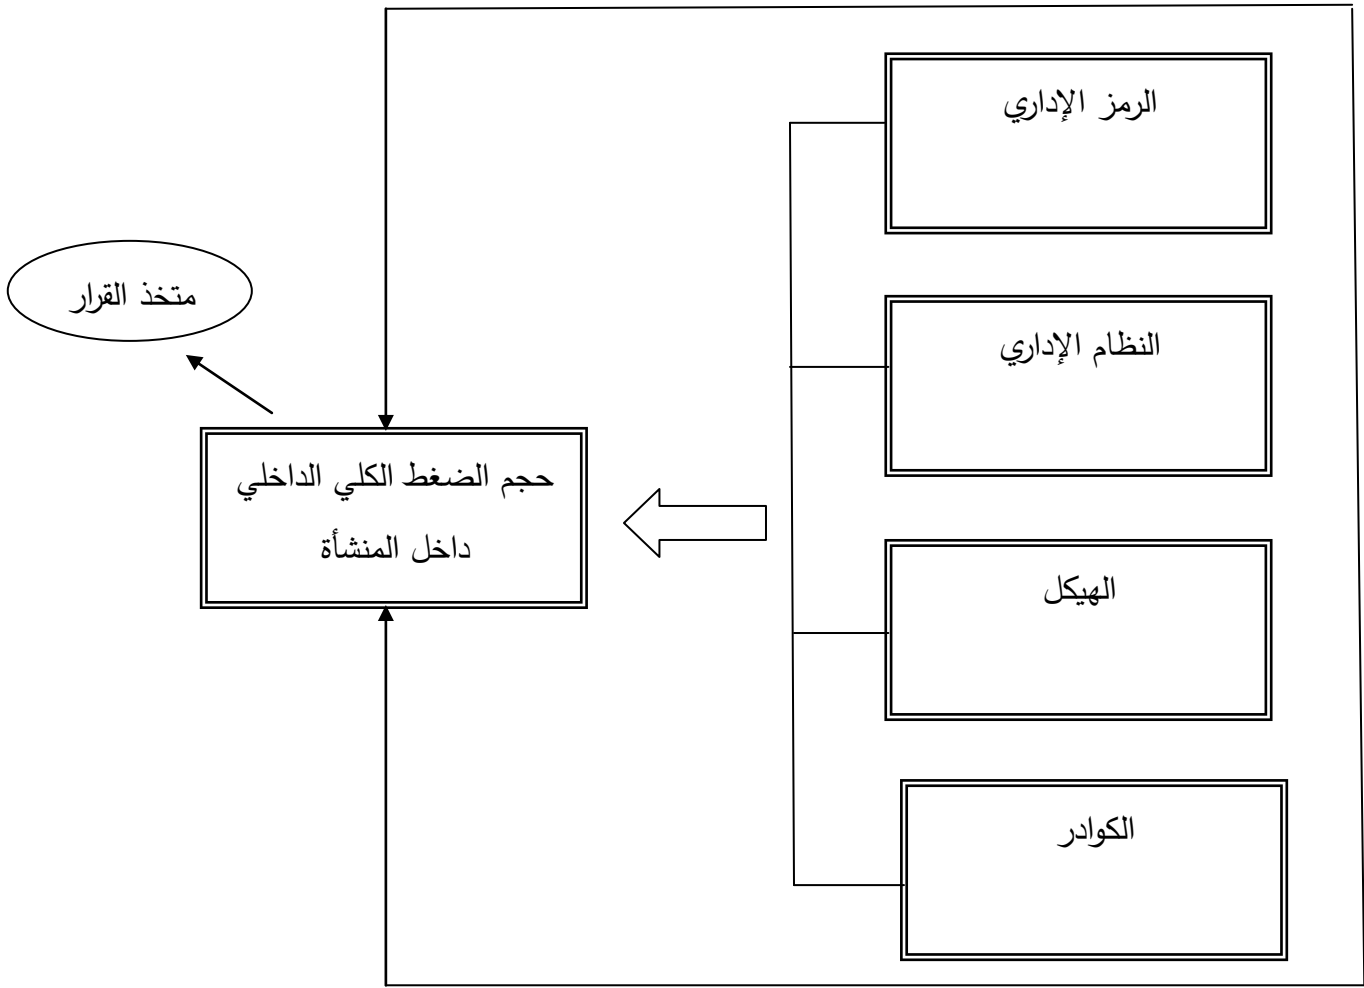 الرمز الإداري
النظام الإداري
الهيكل
الكوادر
حجم الضغط الكلي الداخلي
داخل المنشأة
متخذ القرار